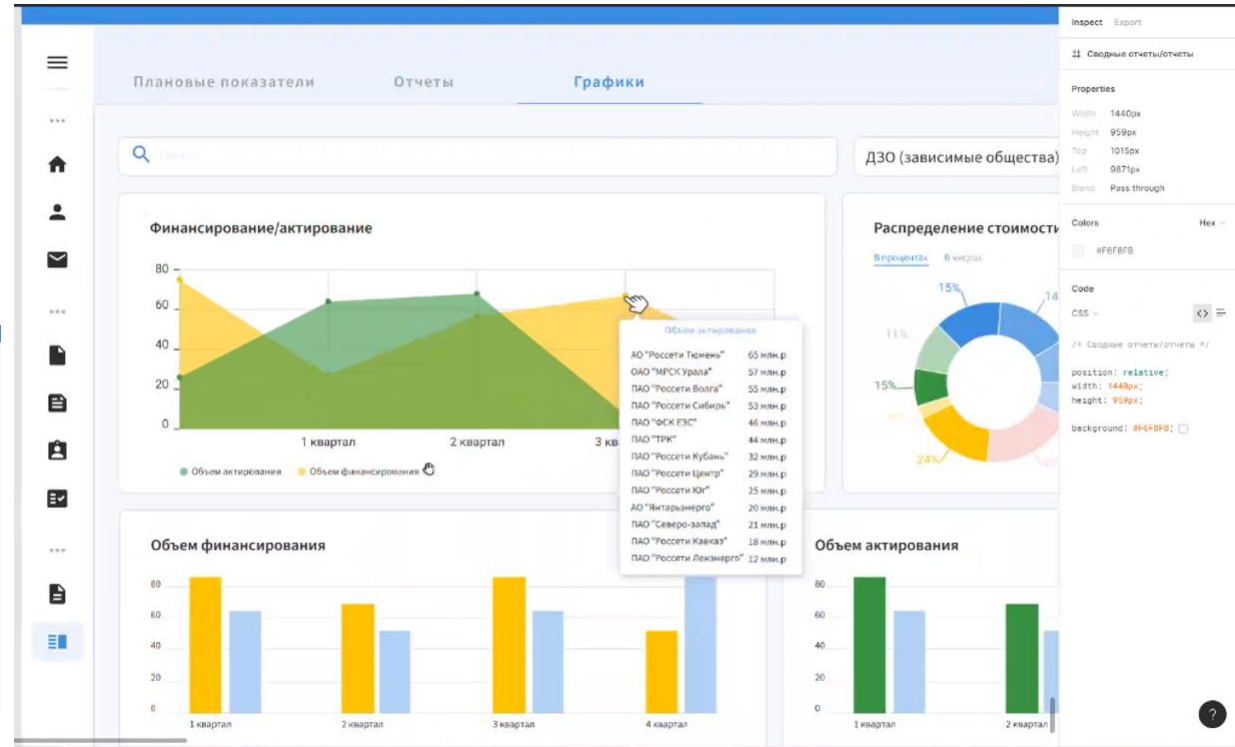 Inspect Export
Сводные отчеты/отчеты
Плановые показатели Отчеты Графики
Properties
Width 1440px
Height 959px
Top 1015px
Left 9871px
Blend Pass through
ДЗО (зависимые общества)
Colors Hex
#F6F8FB
Code
CSS
/* Сводные отчеты/отчеты */
position: relative;
width: 1440px;
height: 959px;
background: #F6F8FB;
Финансирование/актирование
80
60
40
20
0
1 квартал 2 квартал 3 кв
Объем актирования Объем финансирования
Объем актирования
АО "Россети Тюмень" 65 млн.р
ОАО "МРСК Урала" 57 млн.р
ПАО "Россети Волга" 55 млн.р
ПАО "Россети Сибирь" 53 млн.р
ПАО "ФСК ЕЭС" 46 млн.р
ПАО "ТРК" 44 млн.р
ПАО "Россети Кубань" 32 млн.р
ПАО "Россети Центр" 29 млн.р
ПАО "Россети Юг" 25 млн.р
АО "Янтарьэнерго" 20 млн.р
ПАО "Северо-запад" 21 млн.р
ПАО "Россети Кавказ" 18 млн.р
ПАО "Россети Ленэнерго" 12 млн.р
Распределение стоимости
В процентах В числах
15%
14
11%
15%
24%
Объем финансирования
80
60
40
20
0
1 квартал 2 квартал 3 квартал 4 квартал
Объем актирования
80
60
40
20
0
1 квартал 2 квартал
?